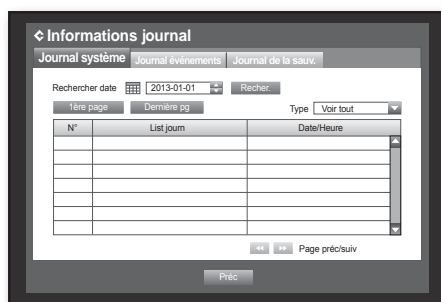 Informations journal
Journal système Journal événements Journal de la sauv.
Rechercher date 2013-01-01 Recher.
1ère page Dernière pg Type Voir tout
N° List journ Date/Heure
Page préc/suiv
Préc